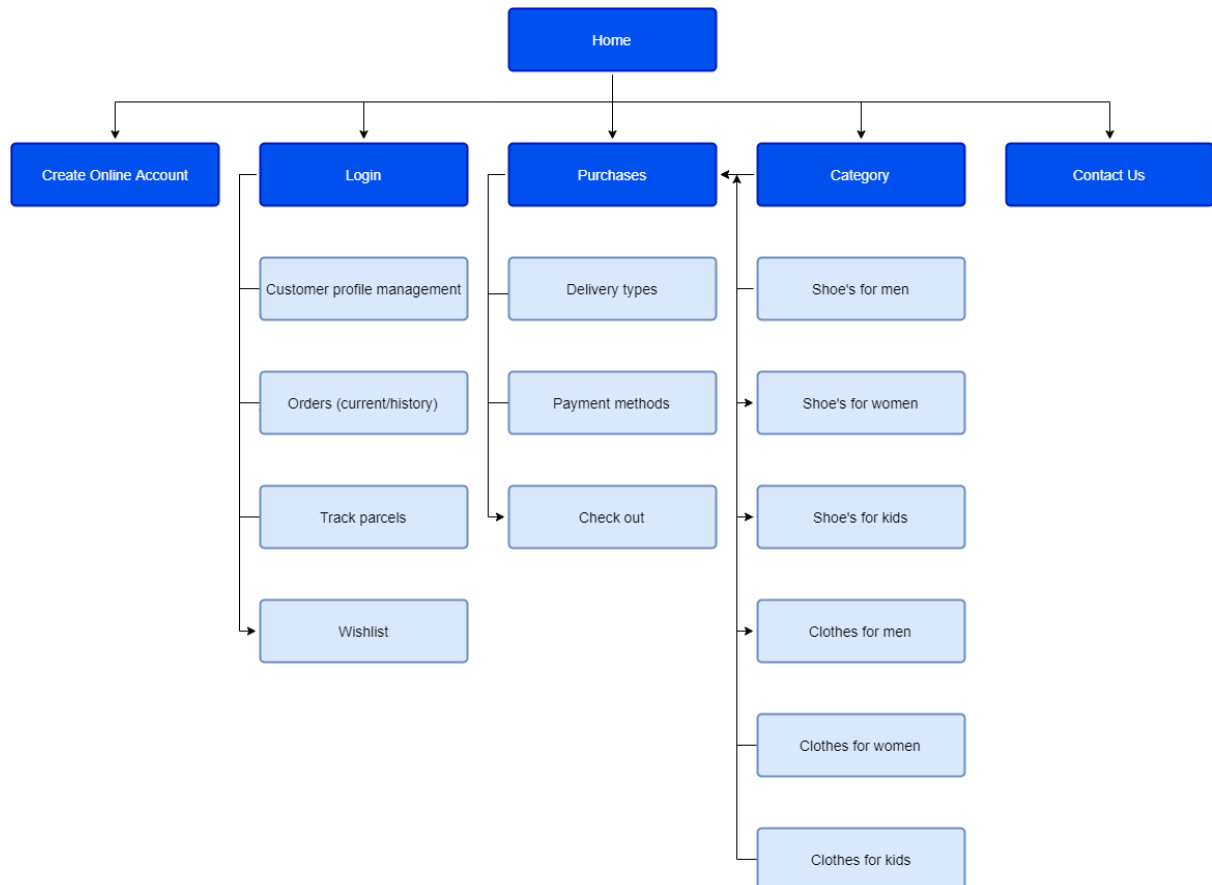 Home
Create Online Account
Login
Purchases
Category
Contact Us
Customer profile management
Delivery types
Shoe's for men
Orders (current/history)
Payment methods
Shoe's for women
Track parcels
Check out
Shoe's for kids
Wishlist
Clothes for men
Clothes for women
Clothes for kids